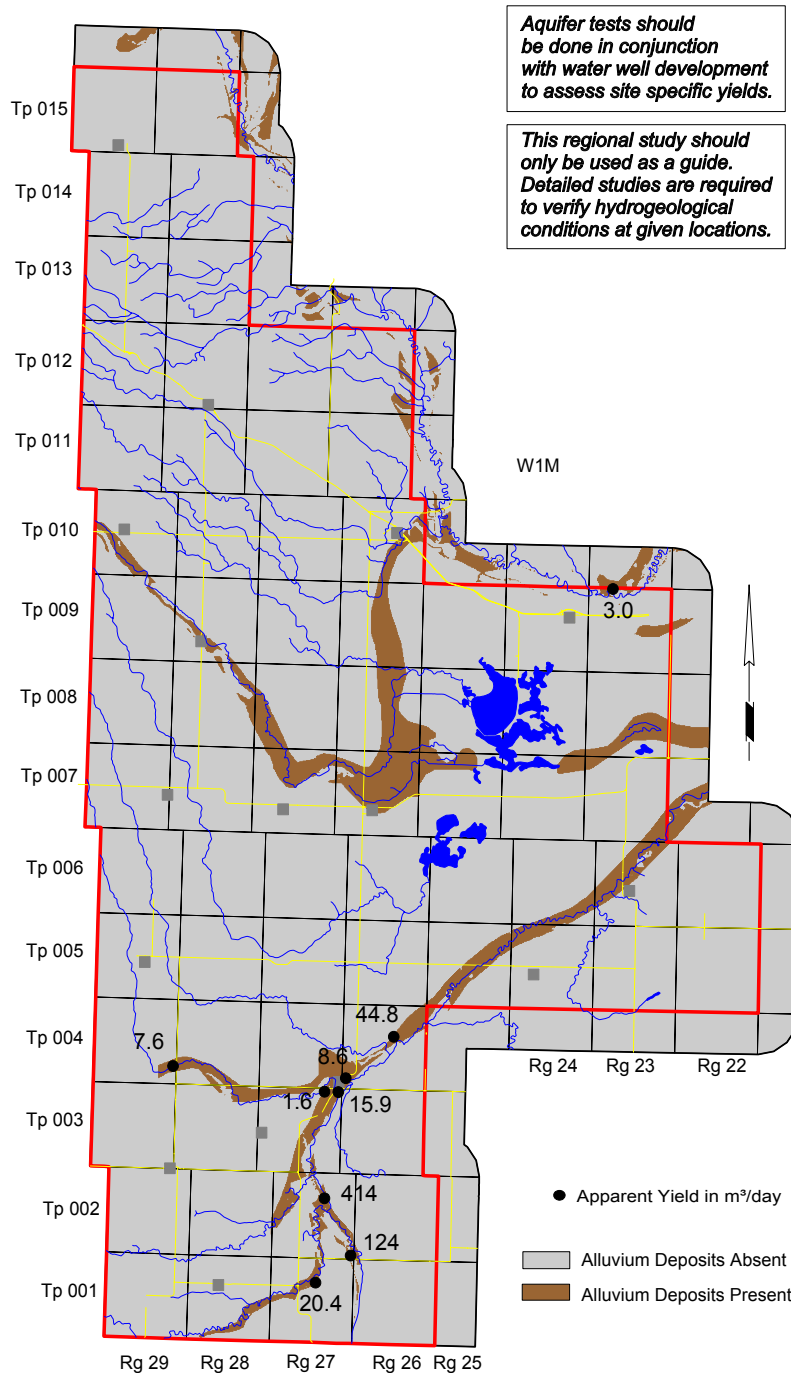 Aquifer tests should
be done in conjunction
with water well development
to assess site specific yields.
This regional study should
only be used as a guide.
Detailed studies are required
to verify hydrogeological
conditions at given locations.
Tp 015
Tp 014
Tp 013
Tp 012
Tp 011
W1M
Tp 010
Tp 009
3.0
Tp 008
Tp 007
Tp 006
Tp 005
44.8
Tp 004
7.6
8.6
Rg 24
Rg 23
Rg 22
1.6
15.9
Tp 003
414
Apparent Yield in m³/day
Tp 002
124
Alluvium Deposits Absent
Tp 001
20.4
Alluvium Deposits Present
Rg 29
Rg 28
Rg 27
Rg 26
Rg 25